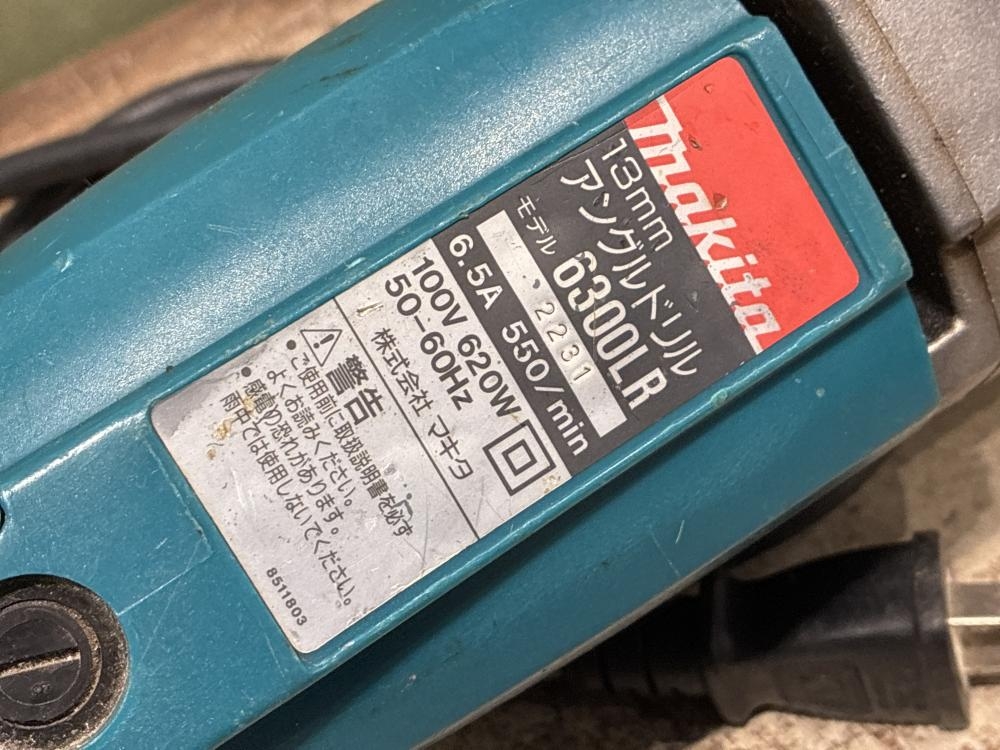 makita
13mm
アングルドリル
モデル 6300LR
2231
6.5A 550/min
100V 620W
50-60Hz
株式会社 マキタ
警告
• ご使用前に取扱説明書を必ず
よくお読みください。
• 感電の恐れがあります。
雨中では使用しないでください。
8511803